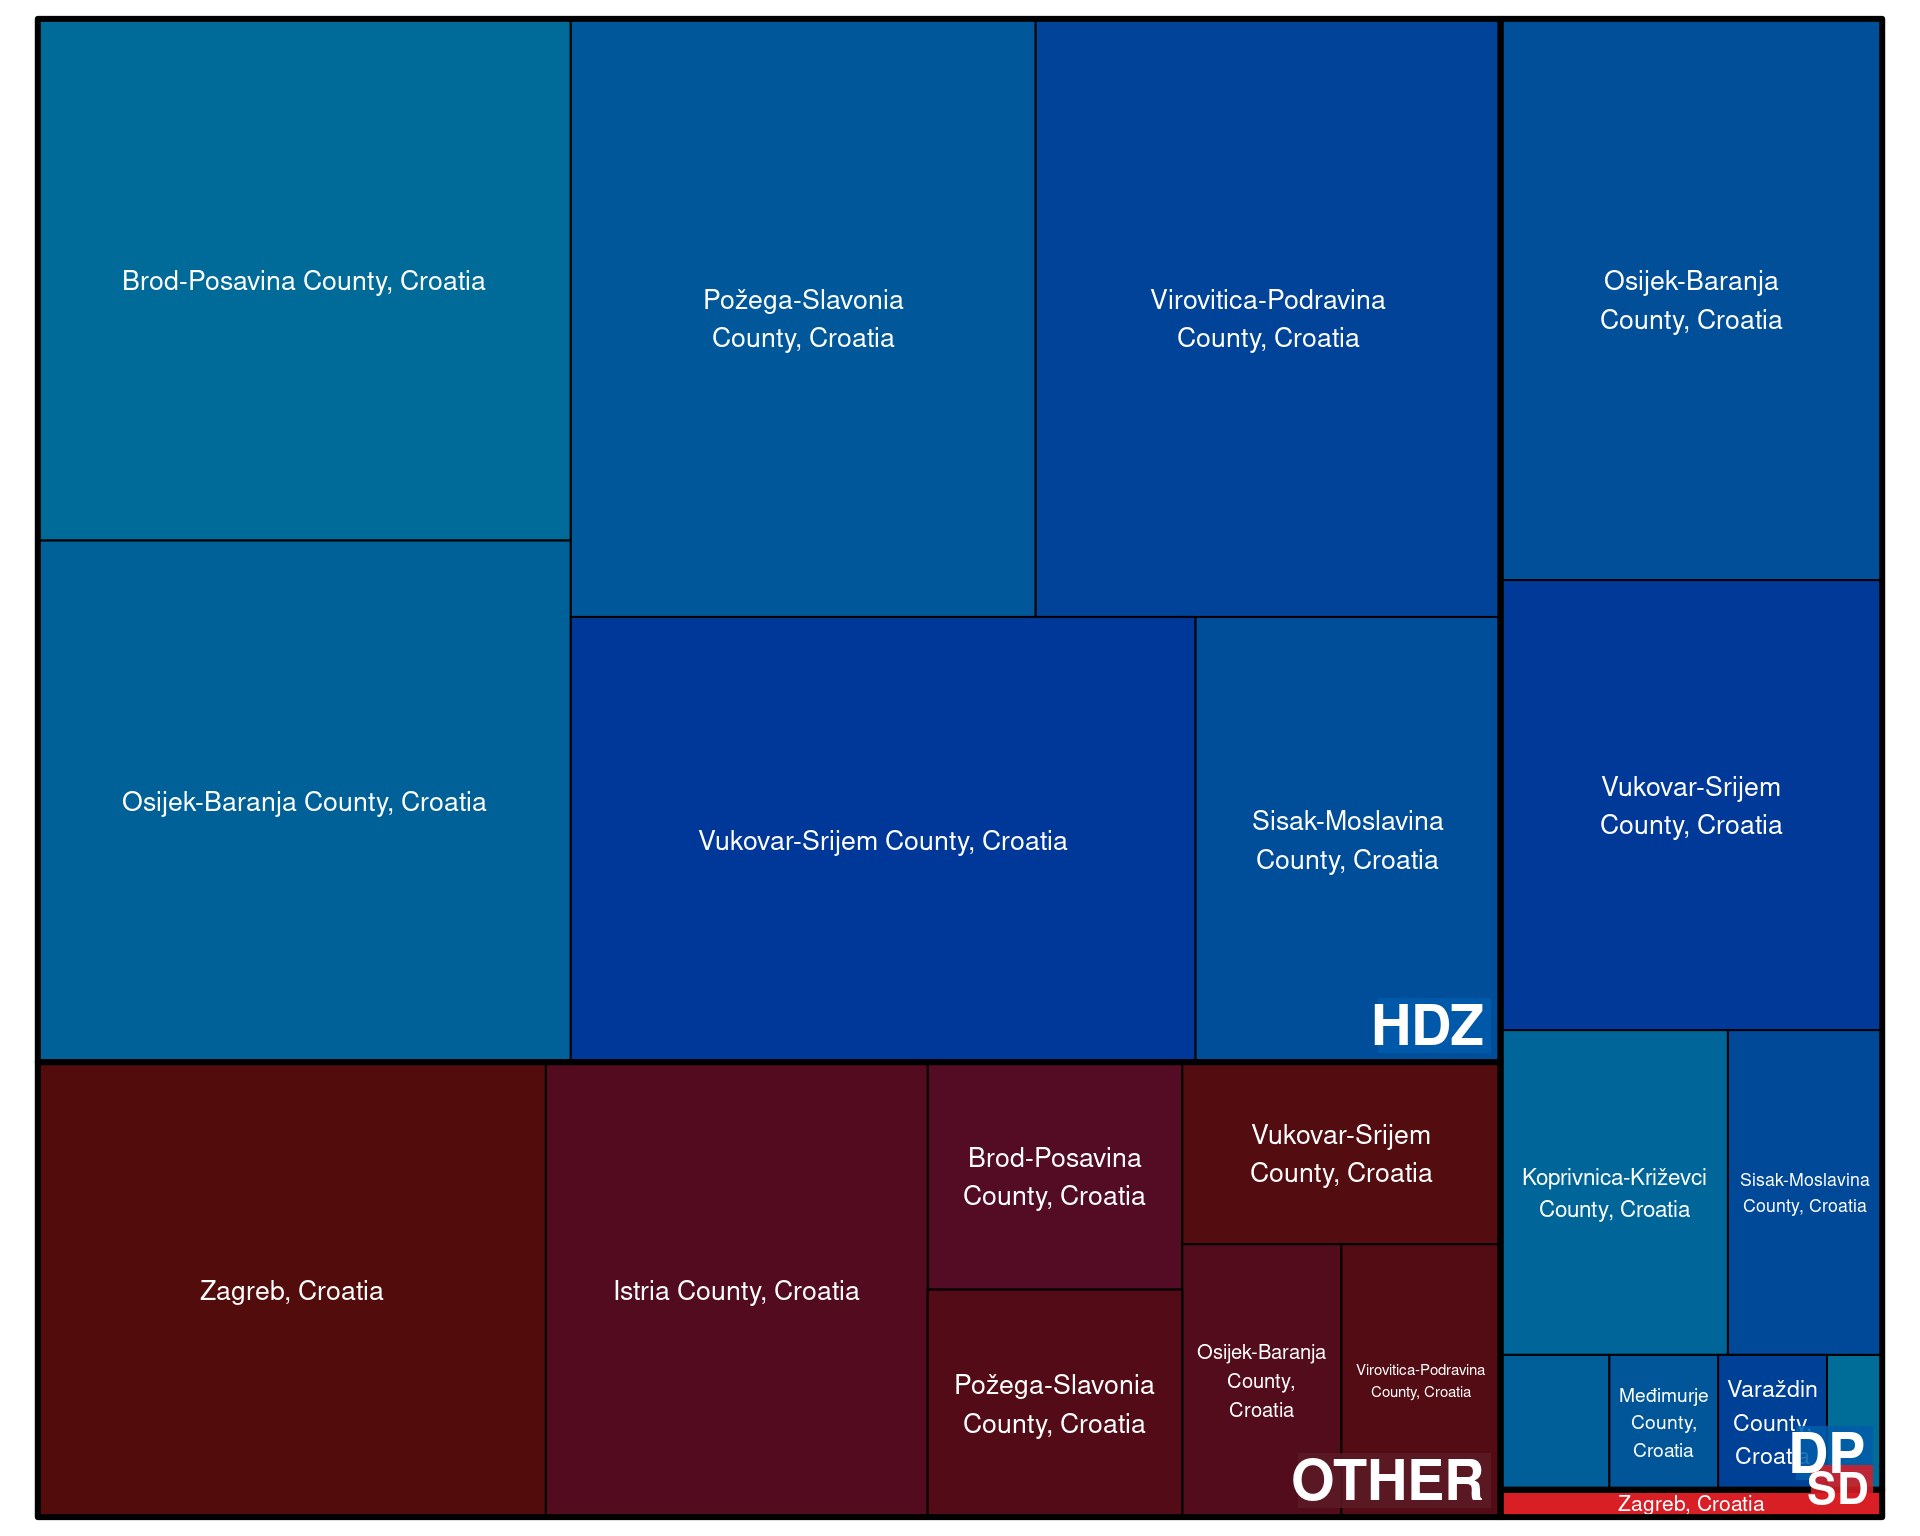 Brod-Posavina County, Croatia
Požega-Slavonia
County, Croatia
Virovitica-Podravina
County, Croatia
Osijek-Baranja
County, Croatia
Osijek-Baranja County, Croatia
Vukovar-Srijem County, Croatia
Sisak-Moslavina
County, Croatia
HDZ
Vukovar-Srijem
County, Croatia
Zagreb, Croatia
Istria County, Croatia
Brod-Posavina
County, Croatia
Požega-Slavonia
County, Croatia
Vukovar-Srijem
County, Croatia
Osijek-Baranja
County,
Croatia
Virovitica-Podravina
County, Croatia
OTHER
Koprivnica-Križevci
County, Croatia
Sisak-Moslavina
County, Croatia
Međimurje
County,
Croatia
Varaždin
County,
Croatia
DP
SD
Zagreb, Croatia